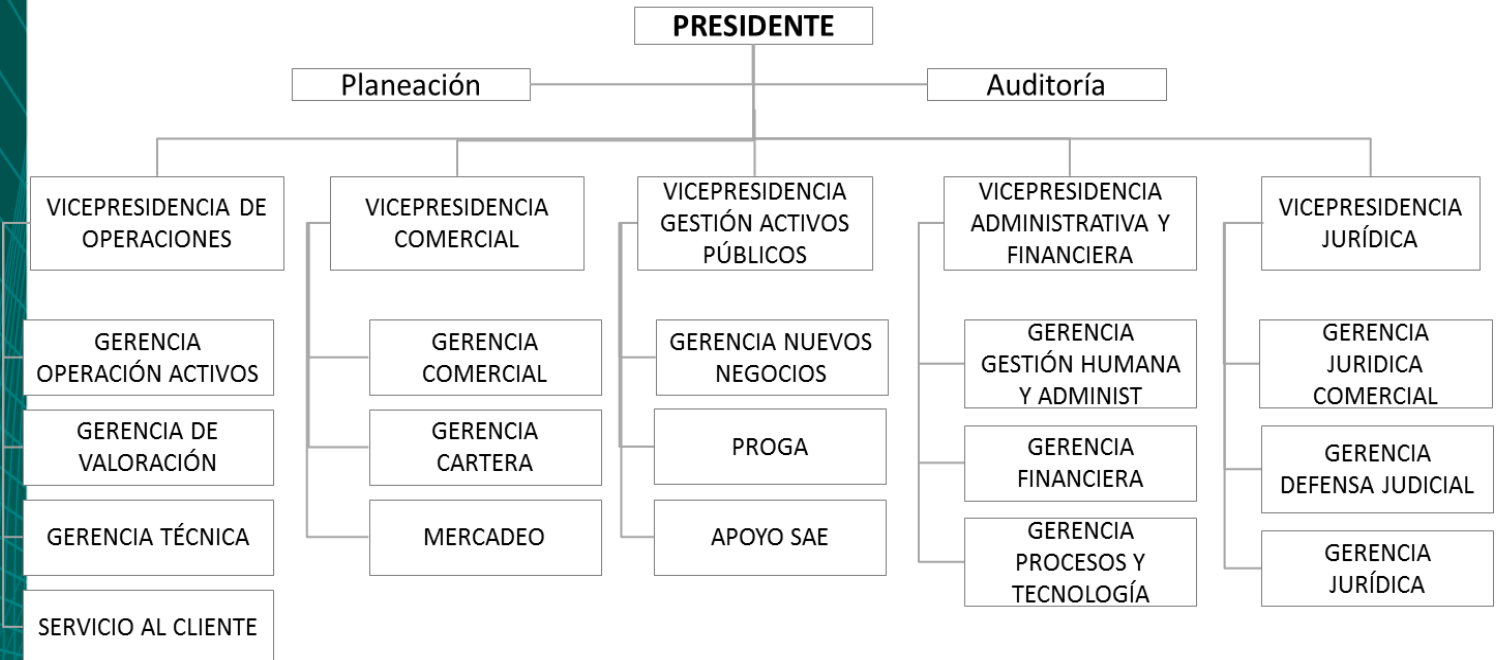 PRESIDENTE
Planeación
Auditoría
VICEPRESIDENCIA DE
OPERACIONES
VICEPRESIDENCIA
COMERCIAL
VICEPRESIDENCIA
GESTIÓN ACTIVOS
PÚBLICOS
VICEPRESIDENCIA
ADMINISTRATIVA Y
FINANCIERA
VICEPRESIDENCIA
JURÍDICA
GERENCIA
OPERACIÓN ACTIVOS
GERENCIA DE
VALORACIÓN
GERENCIA TÉCNICA
SERVICIO AL CLIENTE
GERENCIA
COMERCIAL
GERENCIA
CARTERA
MERCADEO
GERENCIA NUEVOS
NEGOCIOS
PROGA
APOYO SAE
GERENCIA
GESTIÓN HUMANA
Y ADMINIST
GERENCIA
FINANCIERA
GERENCIA
PROCESOS Y
TECNOLOGÍA
GERENCIA
JURIDICA
COMERCIAL
GERENCIA
DEFENSA JUDICIAL
GERENCIA
JURÍDICA